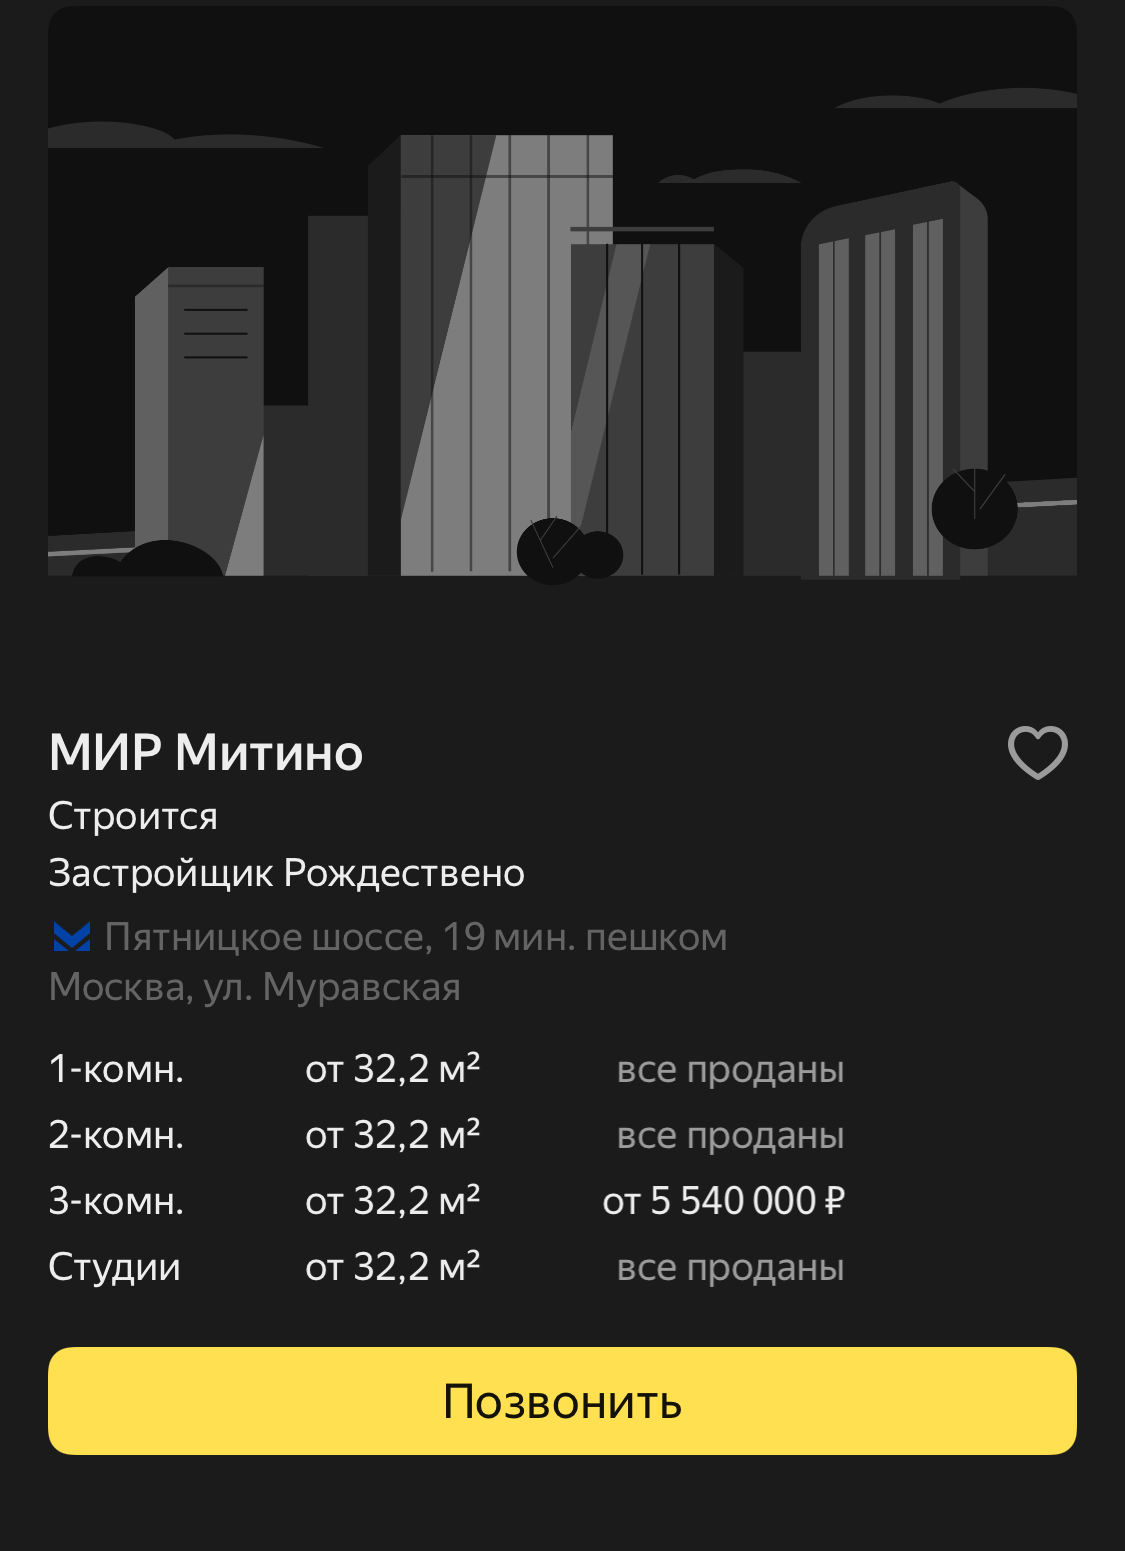 МИР Митино
Строится
Застройщик Рождествено
Пятницкое шоссе, 19 мин. пешком
Москва, ул. Муравская
1-комн. от 32,2 м² все проданы
2-комн. от 32,2 м² все проданы
3-комн. от 32,2 м² от 5 540 000 ₽
Студии от 32,2 м² все проданы
Позвонить